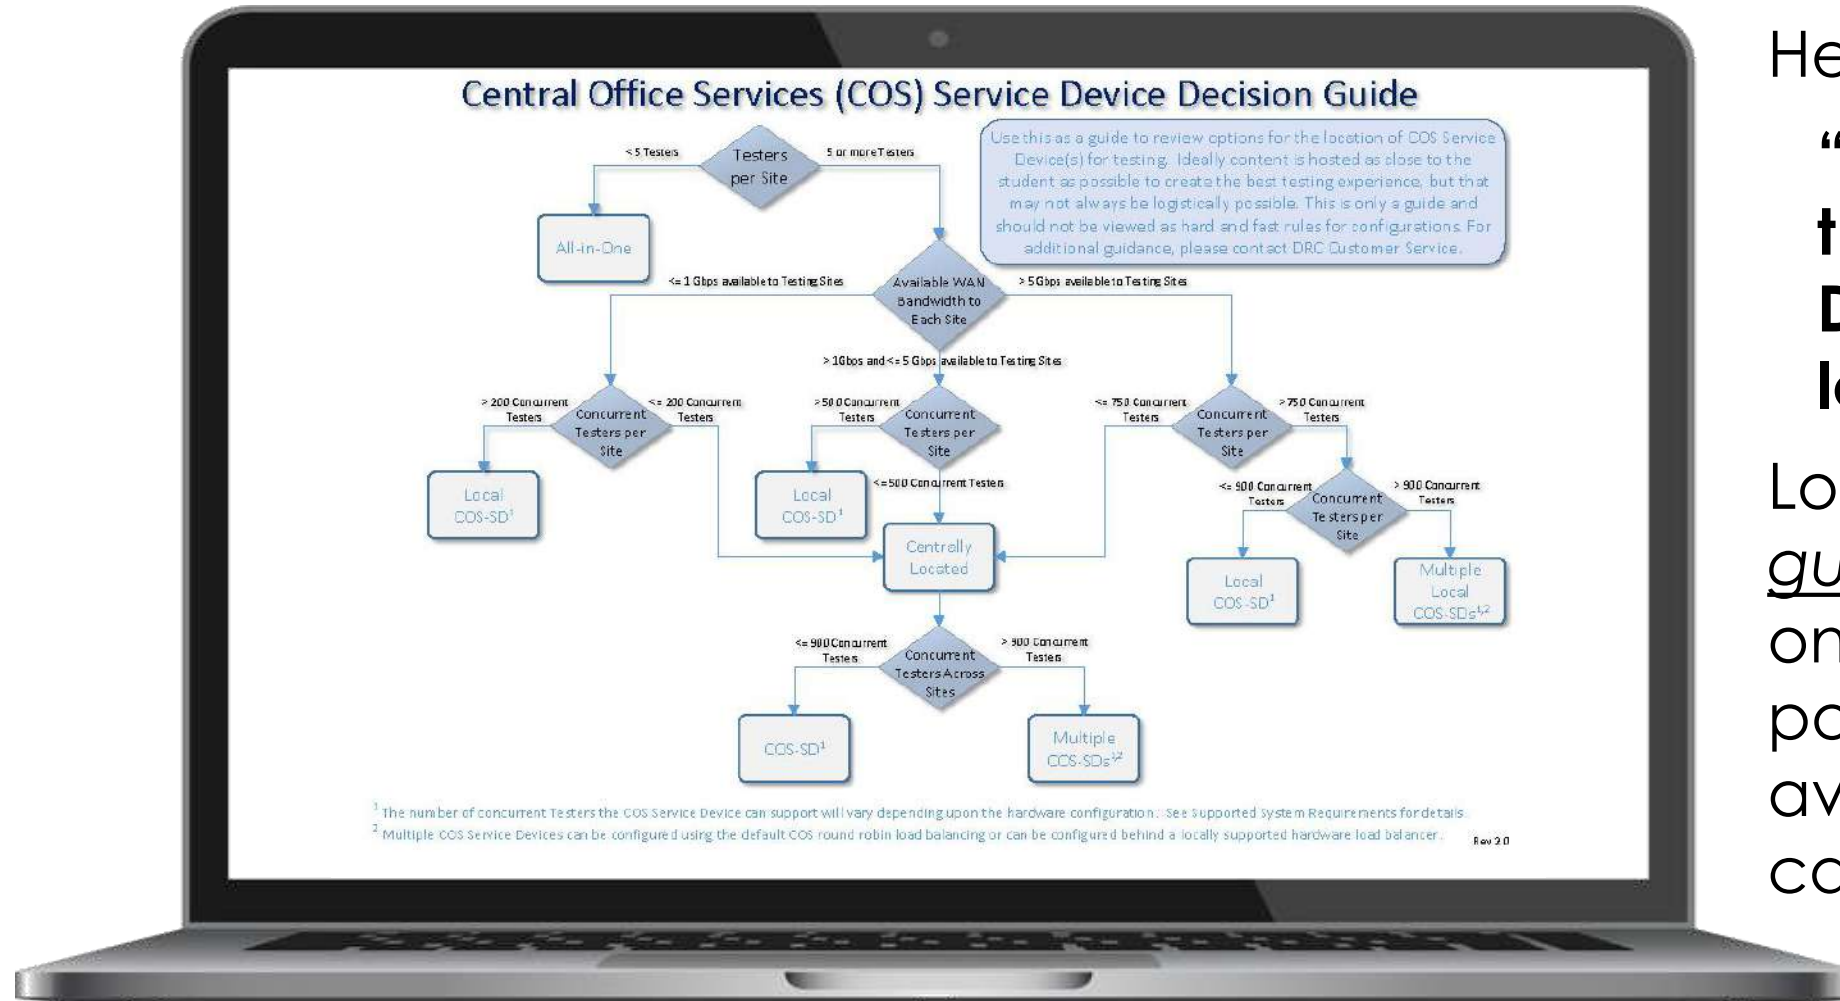 Central Office Services (COS) Service Device Decision Guide
Use this as a guide to review options for the location of COS Service
Device(s) for testing. Ideally content is hosted as close to the
student as possible to create the best testing experience, but that
may not always be logistically possible. This is only a guide and
should not be viewed as hard and fast rules for configurations. For
additional guidance, please contact DRC Customer Service.
< 5 Testers
Testers
per Site
5 or more Testers
All-in-One
<= 1 Gbps available to Testing Sites
Available WAN
Bandwidth to
Each Site
> 5 Gbps available to Testing Sites
> 1Gbps and <= 5 Gbps available to Testing Sites
> 200 Concurrent
Testers
Concurrent
Testers per
Site
<= 200 Concurrent
Testers
> 500 Concurrent
Testers
Concurrent
Testers per
Site
<= 750 Concurrent
Testers
Concurrent
Testers per
Site
> 750 Concurrent
Testers
Local
COS-SD¹
Local
COS-SD¹
<= 500 Concurrent Testers
<= 900 Concurrent
Testers
Concurrent
Testers per
Site
> 900 Concurrent
Testers
Centrally
Located
Local
COS-SD¹
Multiple
Local
COS-SDs¹,²
<= 900 Concurrent
Testers
Concurrent
Testers Across
Sites
> 900 Concurrent
Testers
COS-SD¹
Multiple
COS-SDs¹,²
¹ The number of concurrent Testers the COS Service Device can support will vary depending upon the hardware configuration. See Supported System Requirements for details.
² Multiple COS Service Devices can be configured using the default COS round robin load balancing or can be configured behind a locally supported hardware load balancer.
He
“
t
lo
Lo
gu
on
po
av
co